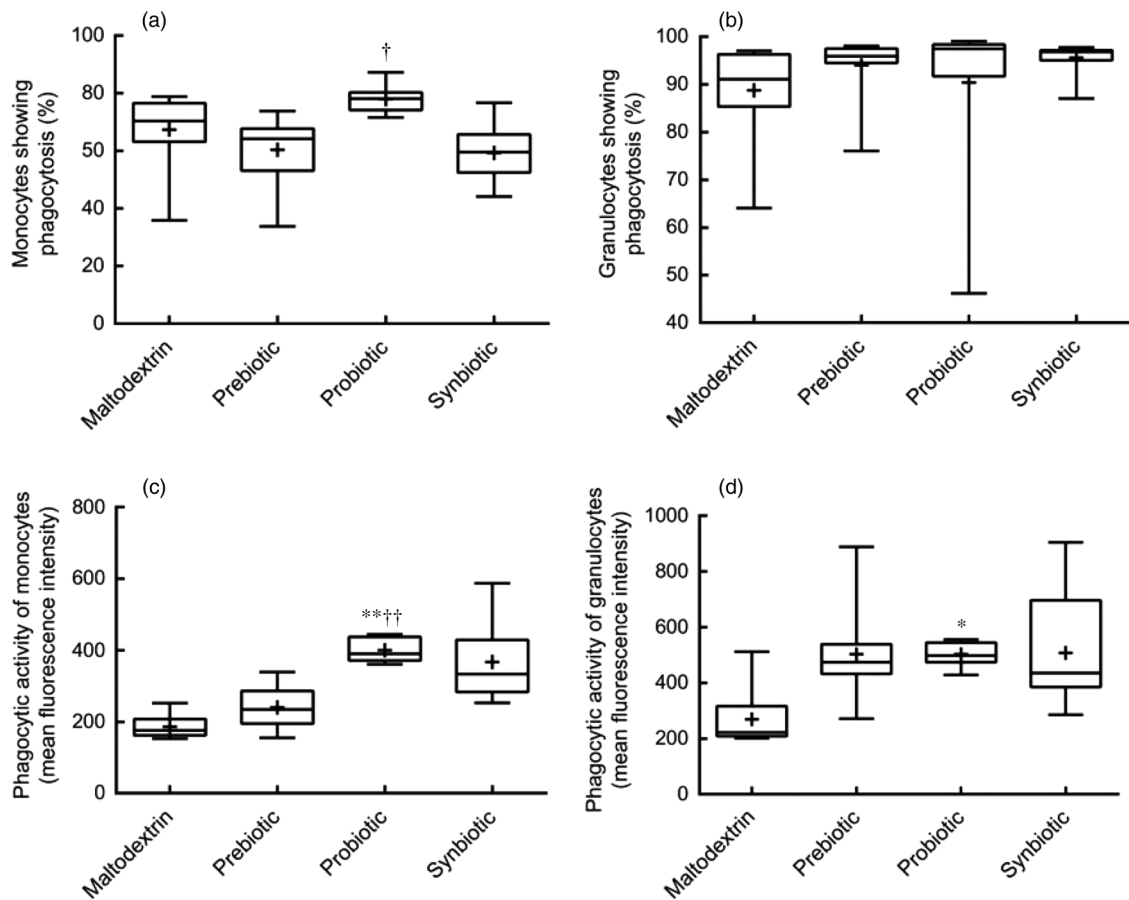 (a)
Monocytes showing
phagocytosis (%)
100
80
60
50
40
20
0
†
Maltodextrin
Prebiotic
Probiotic
Synbiotic
(b)
Granulocytes showing
phagocytosis (%)
100
90
80
70
60
50
40
Maltodextrin
Prebiotic
Probiotic
Synbiotic
(c)
Phagocytic activity of monocytes
(mean fluorescence intensity)
800
600
400
200
0
**††
Maltodextrin
Prebiotic
Probiotic
Synbiotic
(d)
Phagocytic activity of granulocytes
(mean fluorescence intensity)
1000
800
600
400
200
0
*
Maltodextrin
Prebiotic
Probiotic
Synbiotic